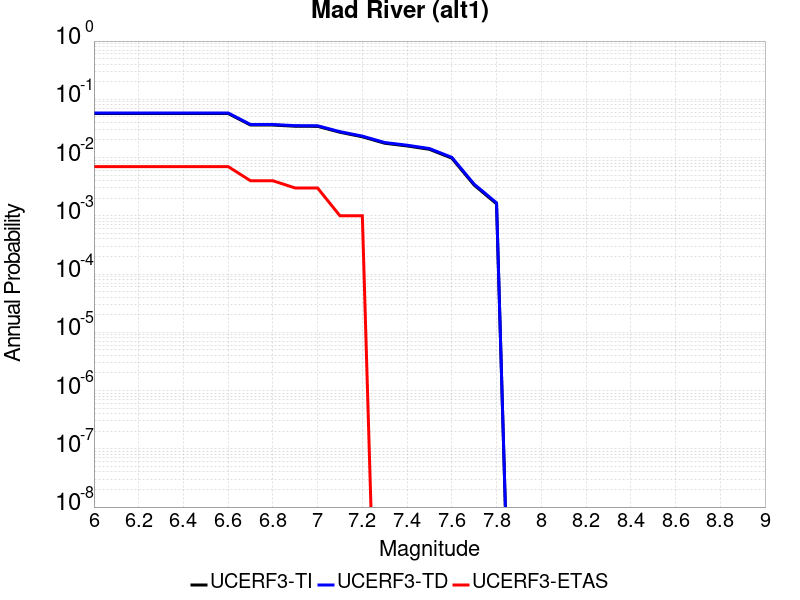 Mad River (alt1)
10^0
10^-1
10^-2
10^-3
10^-4
10^-5
10^-6
10^-7
10^-8
Annual Probability
6 6.2 6.4 6.6 6.8 7 7.2 7.4 7.6 7.8 8 8.2 8.4 8.6 8.8 9
Magnitude
UCERF3-TI UCERF3-TD UCERF3-ETAS